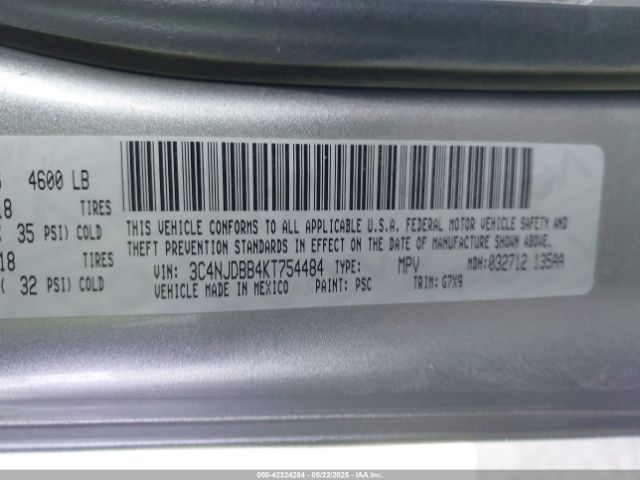 4600 LB
18 TIRES
35 PSI) COLD
18 TIRES
( 32 PSI) COLD
THIS VEHICLE CONFORMS TO ALL APPLICABLE U.S.A. FEDERAL MOTOR VEHICLE SAFETY AND
THEFT PREVENTION STANDARDS IN EFFECT ON THE DATE OF MANUFACTURE SHOWN ABOVE.
VIN: 3C4NJDBB4KT754484 TYPE: MPV MDH: 032712 135AA
VEHICLE MADE IN MEXICO PAINT: PSC TRIM: G7X9
000-42324284 - 05/22/2025 - IAA Inc.